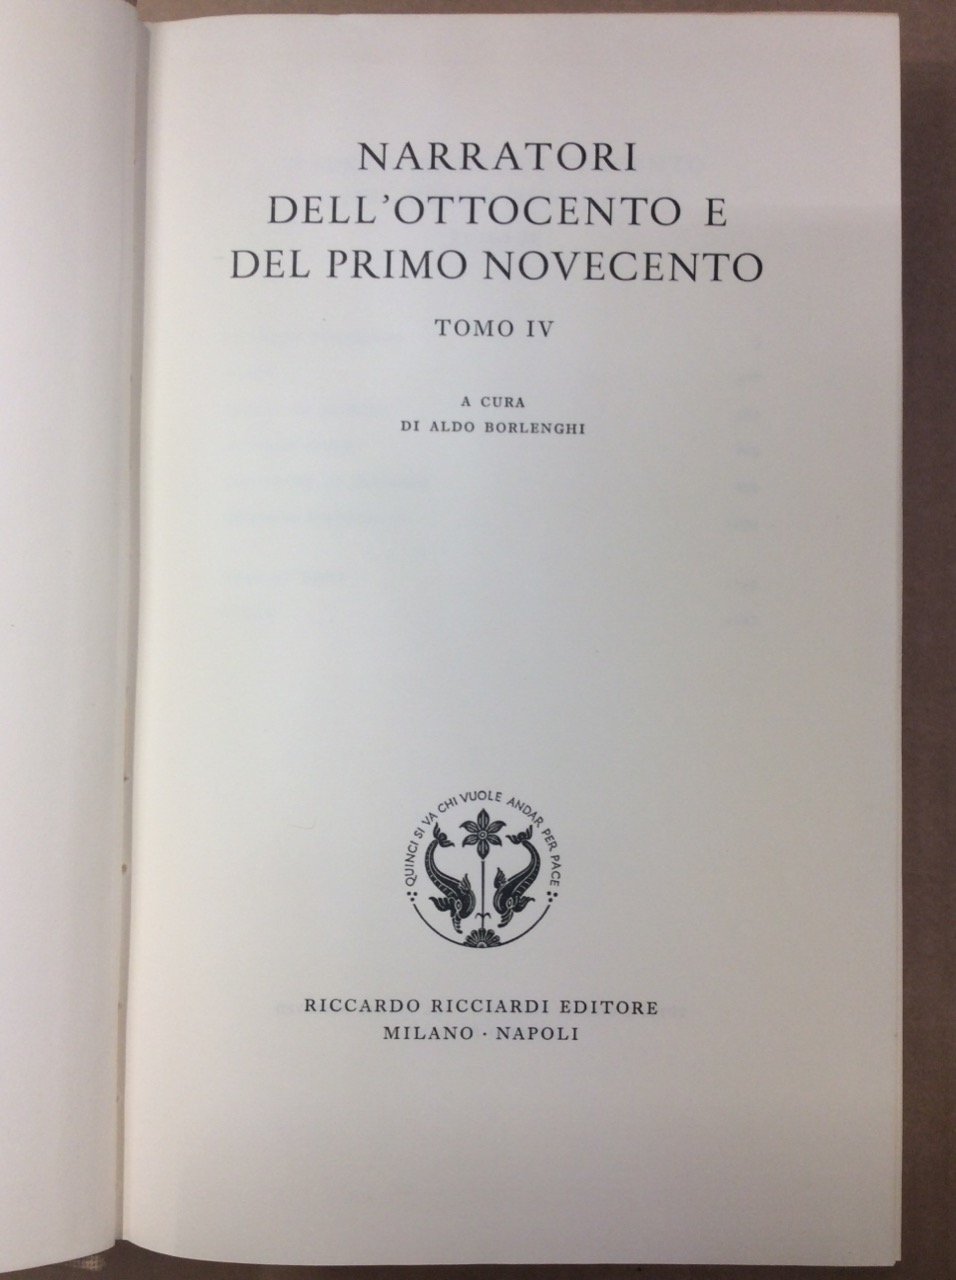 NARRATORI
DELL'OTTOCENTO E
DEL PRIMO NOVECENTO
TOMO IV
A CURA
DI ALDO BORLENGHI
QUINCI SI VA CHI VUOLE ANDAR PER PACE
RICCARDO RICCIARDI EDITORE
MILANO · NAPOLI